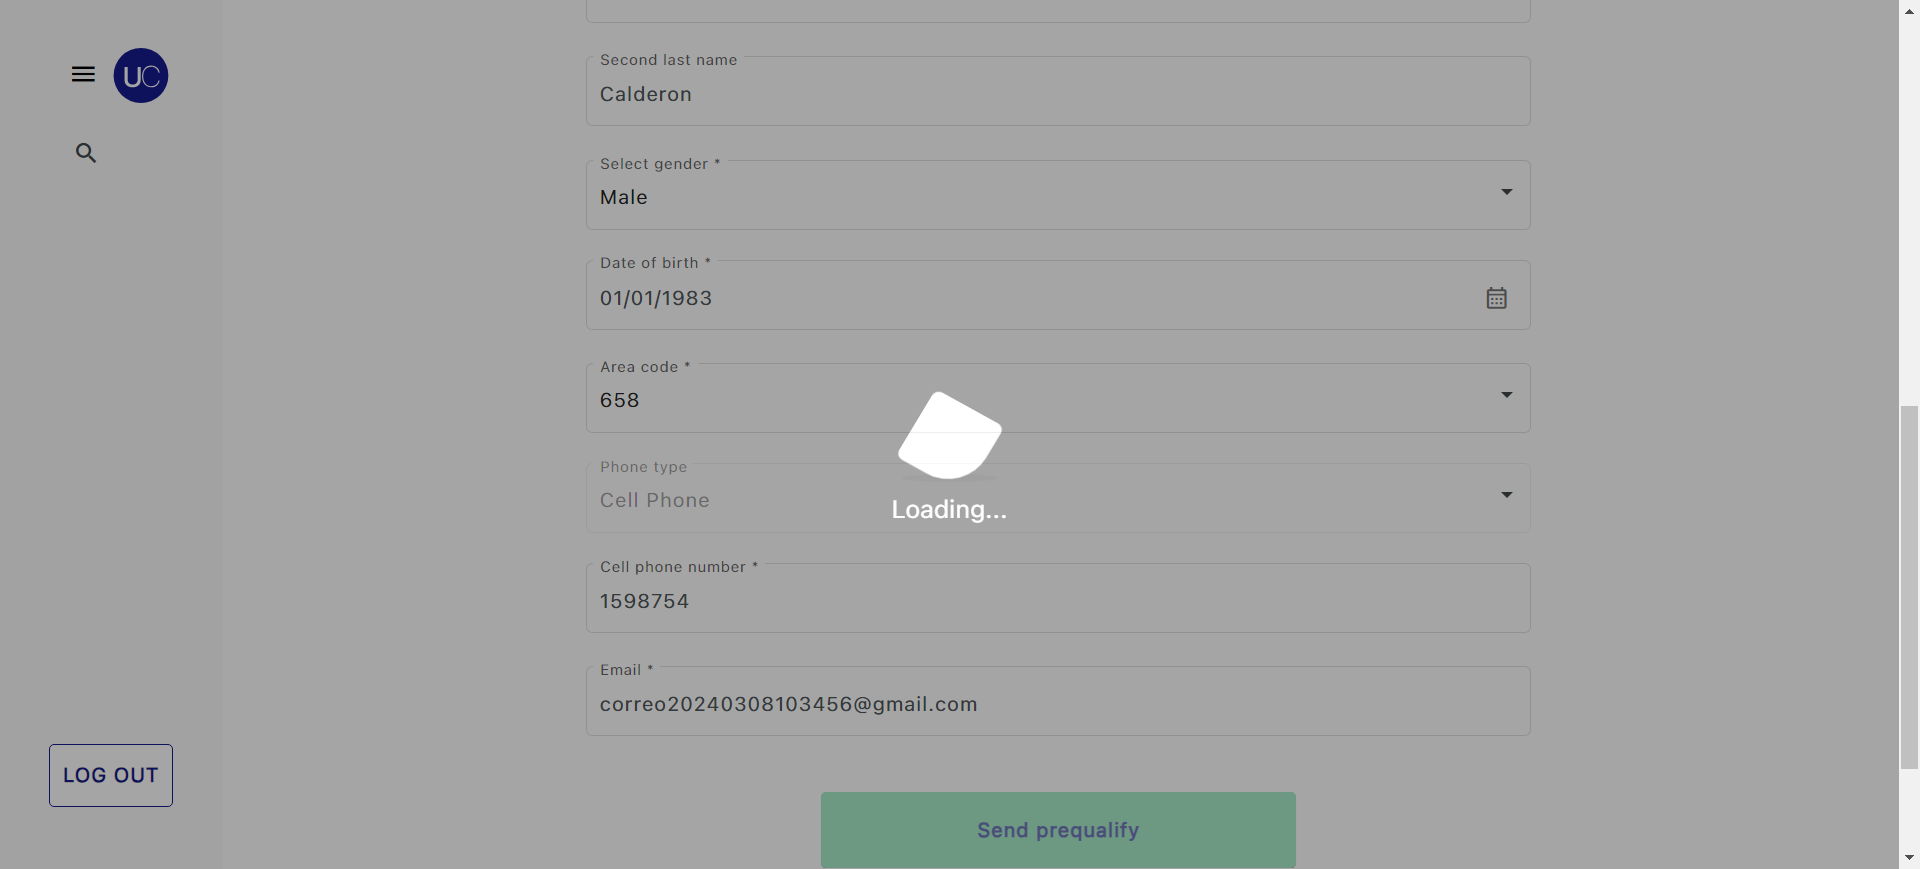 UC
Second last name
Calderon
Select gender *
Male
Date of birth *
01/01/1983
Area code *
658
Phone type
Cell Phone
Loading...
Cell phone number *
1598754
Email *
correo20240308103456@gmail.com
LOG OUT
Send prequalify